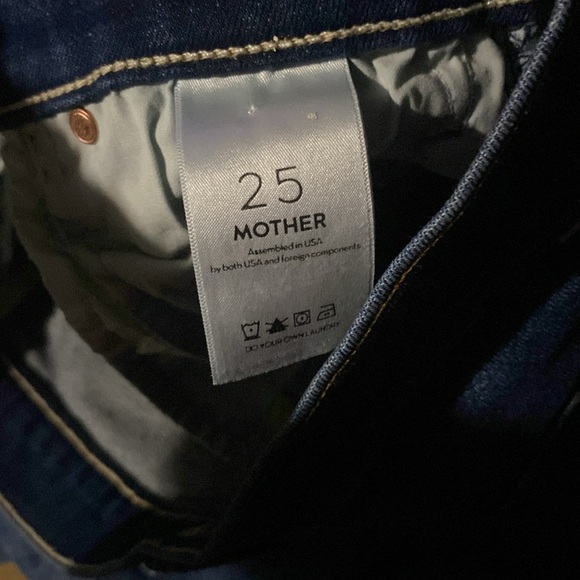 25
MOTHER
Assembled in USA
by both USA and foreign components
DO YOUR OWN LAUNDRY